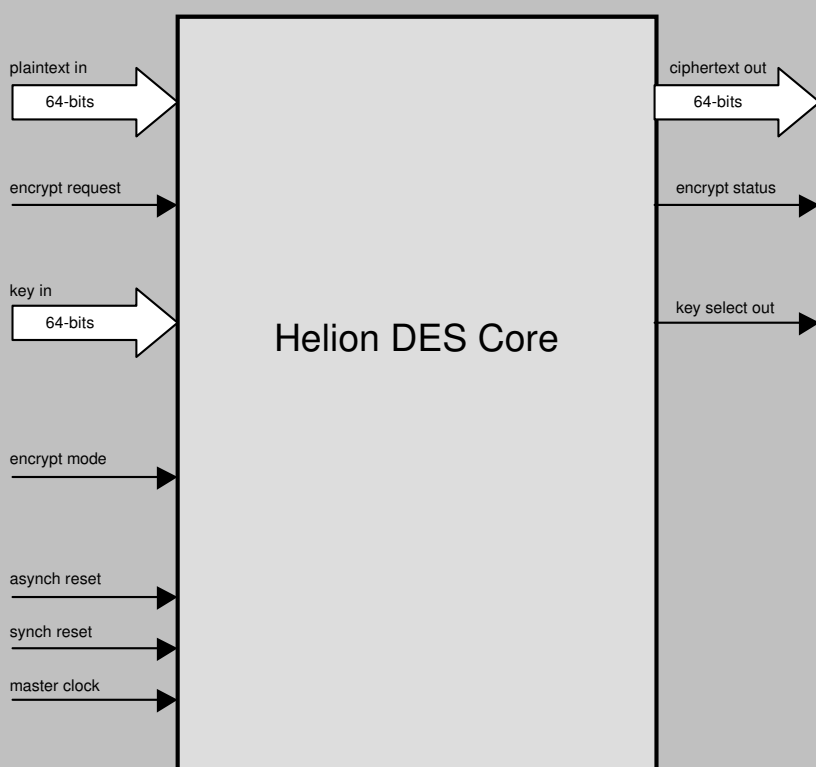 plaintext in
64-bits
encrypt request
key in
64-bits
encrypt mode
asynch reset
synch reset
master clock
Helion DES Core
ciphertext out
64-bits
encrypt status
key select out